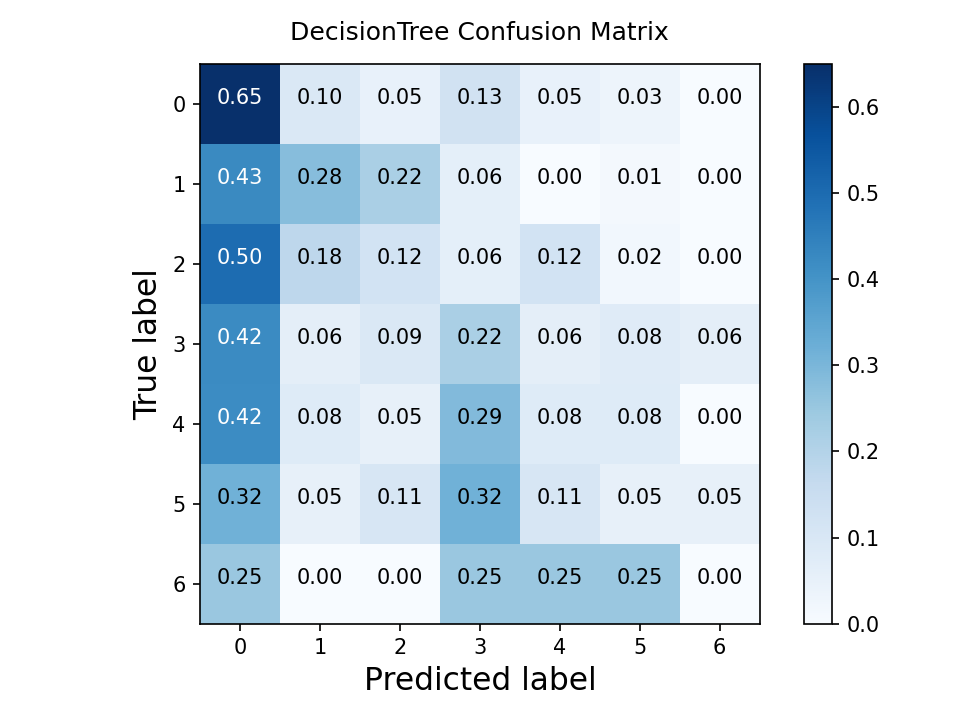 DecisionTree Confusion Matrix
0 0.65 0.10 0.05 0.13 0.05 0.03 0.00
1 0.43 0.28 0.22 0.06 0.00 0.01 0.00
2 0.50 0.18 0.12 0.06 0.12 0.02 0.00
3 0.42 0.06 0.09 0.22 0.06 0.08 0.06
4 0.42 0.08 0.05 0.29 0.08 0.08 0.00
5 0.32 0.05 0.11 0.32 0.11 0.05 0.05
6 0.25 0.00 0.00 0.25 0.25 0.25 0.00
0 1 2 3 4 5 6
True label
Predicted label
0.6
0.5
0.4
0.3
0.2
0.1
0.0